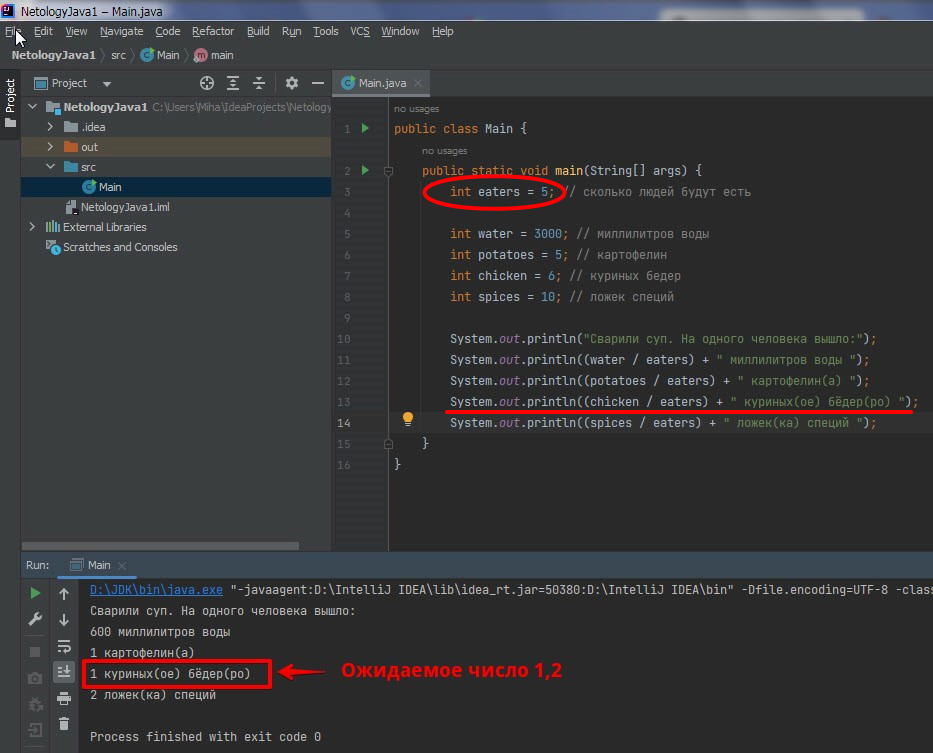 NetologyJava1 – Main.java
File Edit View Navigate Code Refactor Build Run Tools VCS Window Help
NetologyJava1 src Main main
Project
Project
Main.java
NetologyJava1 C:\Users\Miha\IdeaProjects\Netology
.idea
out
src
Main
NetologyJava1.iml
External Libraries
Scratches and Consoles
no usages
1 public class Main {
no usages
2 public static void main(String[] args) {
3 int eaters = 5; // сколько людей будут есть
4
5 int water = 3000; // миллилитров воды
6 int potatoes = 5; // картофелин
7 int chicken = 6; // куриных бедер
8 int spices = 10; // ложек специй
9
10 System.out.println("Сварили суп. На одного человека вышло:");
11 System.out.println((water / eaters) + " миллилитров воды ");
12 System.out.println((potatoes / eaters) + " картофелин(а) ");
13 System.out.println((chicken / eaters) + " куриных(ое) бёдер(ро) ");
14 System.out.println((spices / eaters) + " ложек(ка) специй ");
15 }
16 }
Run: Main
D:\JDK\bin\java.exe "-javaagent:D:\IntelliJ IDEA\lib\idea_rt.jar=50380:D:\IntelliJ IDEA\bin" -Dfile.encoding=UTF-8 -class
Сварили суп. На одного человека вышло:
600 миллилитров воды
1 картофелин(а)
1 куриных(ое) бёдер(ро)
Ожидаемое число 1,2
2 ложек(ка) специй
Process finished with exit code 0